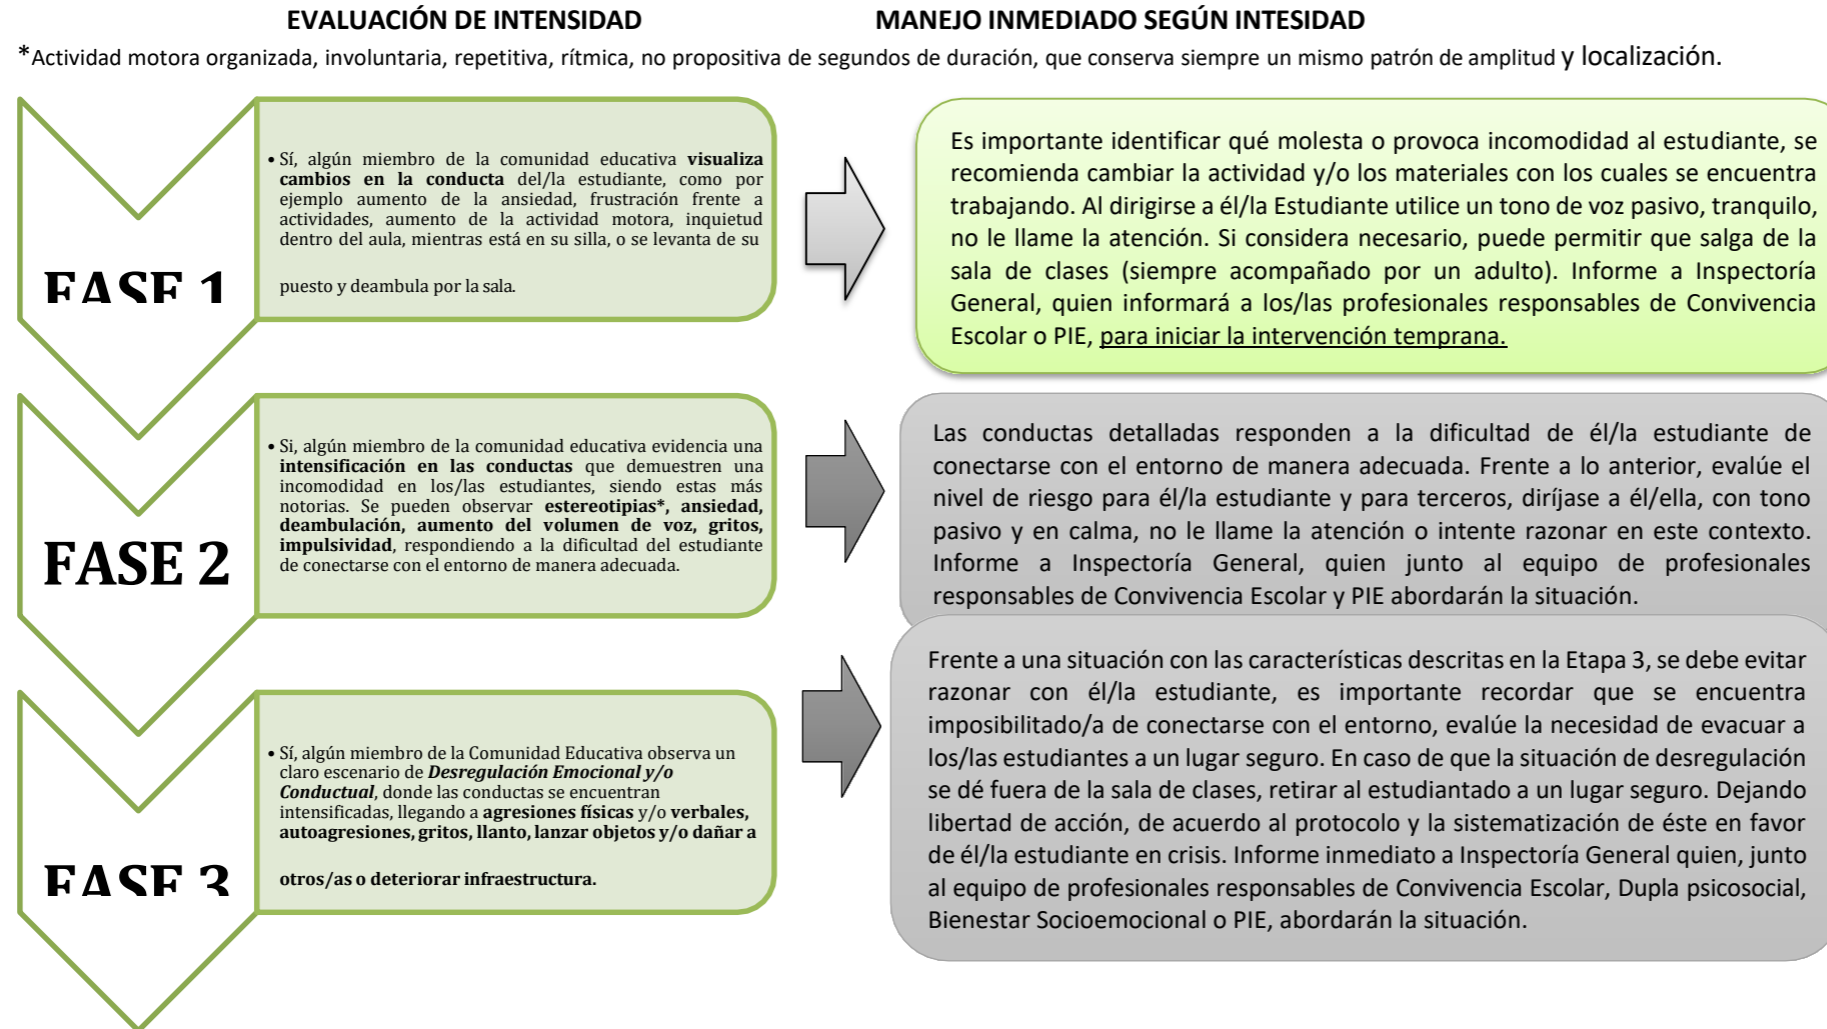 EVALUACIÓN DE INTENSIDAD
MANEJO INMEDIADO SEGÚN INTESIDAD
*Actividad motora organizada, involuntaria, repetitiva, rítmica, no propositiva de segundos de duración, que conserva siempre un mismo patrón de amplitud y localización.
FASE 1
• Sí, algún miembro de la comunidad educativa visualiza
cambios en la conducta del/la estudiante, como por
ejemplo aumento de la ansiedad, frustración frente a
actividades, aumento de la actividad motora, inquietud
dentro del aula, mientras está en su silla, o se levanta de su
puesto y deambula por la sala.
Es importante identificar qué molesta o provoca incomodidad al estudiante, se
recomienda cambiar la actividad y/o los materiales con los cuales se encuentra
trabajando. Al dirigirse a él/la Estudiante utilice un tono de voz pasivo, tranquilo,
no le llame la atención. Si considera necesario, puede permitir que salga de la
sala de clases (siempre acompañado por un adulto). Informe a Inspectoría
General, quien informará a los/las profesionales responsables de Convivencia
Escolar o PIE, para iniciar la intervención temprana.
FASE 2
• Si, algún miembro de la comunidad educativa evidencia una
intensificación en las conductas que demuestren una
incomodidad en los/las estudiantes, siendo estas más
notorias. Se pueden observar estereotipias*, ansiedad,
deambulación, aumento del volumen de voz, gritos,
impulsividad, respondiendo a la dificultad del estudiante
de conectarse con el entorno de manera adecuada.
Las conductas detalladas responden a la dificultad de él/la estudiante de
conectarse con el entorno de manera adecuada. Frente a lo anterior, evalúe el
nivel de riesgo para él/la estudiante y para terceros, diríjase a él/ella, con tono
pasivo y en calma, no le llame la atención o intente razonar en este contexto.
Informe a Inspectoría General, quien junto al equipo de profesionales
responsables de Convivencia Escolar y PIE abordarán la situación.
FASE 3
• Sí, algún miembro de la Comunidad Educativa observa un
claro escenario de Desregulación Emocional y/o
Conductual, donde las conductas se encuentran
intensificadas, llegando a agresiones físicas y/o verbales,
autoagresiones, gritos, llanto, lanzar objetos y/o dañar a
otros/as o deteriorar infraestructura.
Frente a una situación con las características descritas en la Etapa 3, se debe evitar
razonar con él/la estudiante, es importante recordar que se encuentra
imposibilitado/a de conectarse con el entorno, evalúe la necesidad de evacuar a
los/las estudiantes a un lugar seguro. En caso de que la situación de desregulación
se dé fuera de la sala de clases, retirar al estudiantado a un lugar seguro. Dejando
libertad de acción, de acuerdo al protocolo y la sistematización de éste en favor
de él/la estudiante en crisis. Informe inmediato a Inspectoría General quien, junto
al equipo de profesionales responsables de Convivencia Escolar, Dupla psicosocial,
Bienestar Socioemocional o PIE, abordarán la situación.